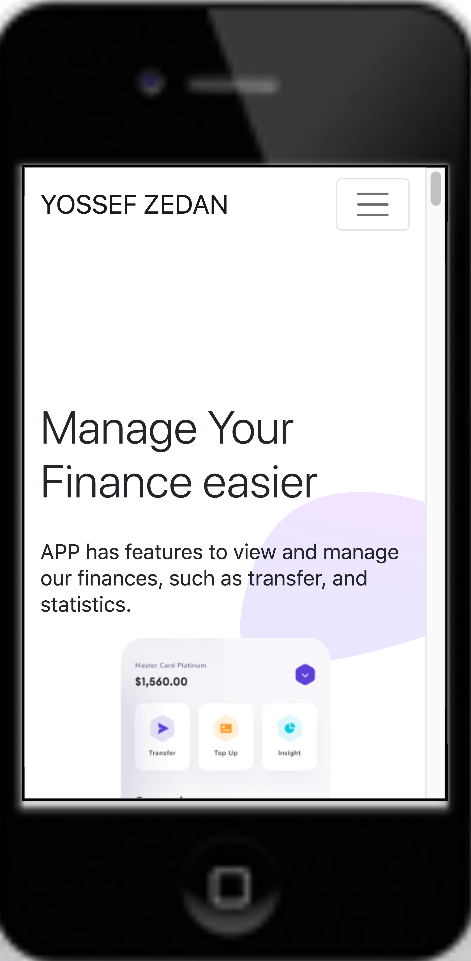 YOSSEF ZEDAN
Manage Your
Finance easier
APP has features to view and manage
our finances, such as transfer, and
statistics.
Master Card Platinum
$1,560.00
Transfer Top Up Insight